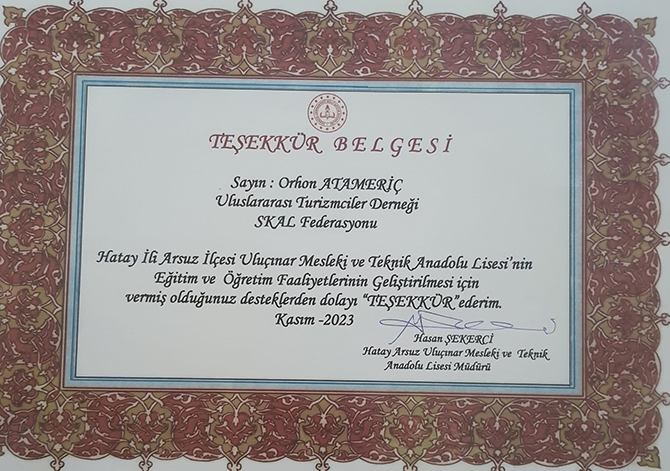 TEŞEKKÜR BELGESİ
Sayın : Orhon ATAMERİÇ
Uluslararası Turizmciler Derneği
SKAL Federasyonu
Hatay İli Arsuz İlçesi Uluçınar Mesleki ve Teknik Anadolu Lisesi'nin
Eğitim ve Öğretim Faaliyetlerinin Geliştirilmesi için
vermiş olduğunuz desteklerden dolayı "TEŞEKKÜR"ederim.
Kasım -2023
Hasan ŞEKERCİ
Hatay Arsuz Uluçınar Mesleki ve Teknik
Anadolu Lisesi Müdürü